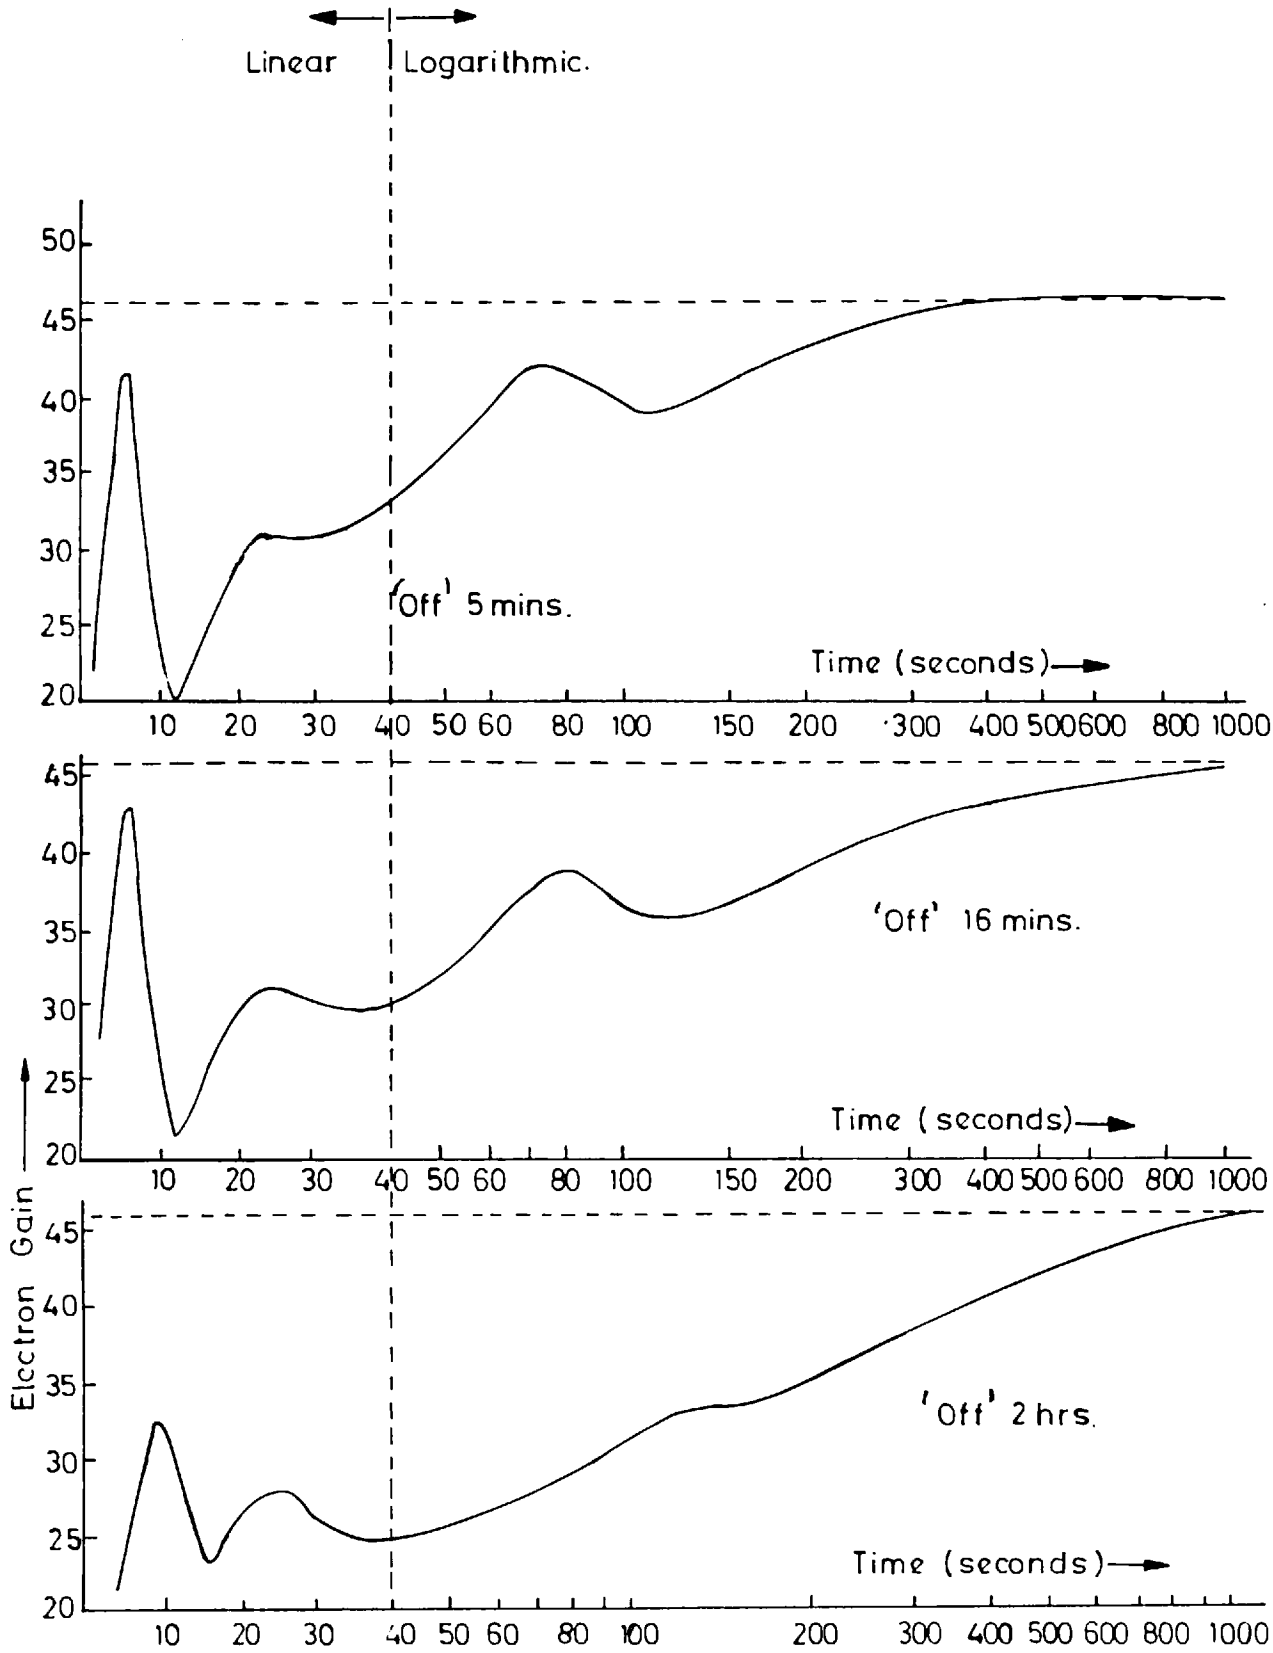 Linear Logarithmic.
50
45
40
35
30
25
20
'Off' 5 mins.
Time (seconds)
10 20 30 40 50 60 80 100 150 200 300 400 500 600 800 1000
45
40
35
30
25
20
'Off' 16 mins.
Time (seconds)
10 20 30 40 50 60 80 100 150 200 300 400 500 600 800 1000
Electron Gain
45
40
35
30
25
20
'Off' 2 hrs.
Time (seconds)
10 20 30 40 50 60 80 100 200 300 400 500 600 800 1000